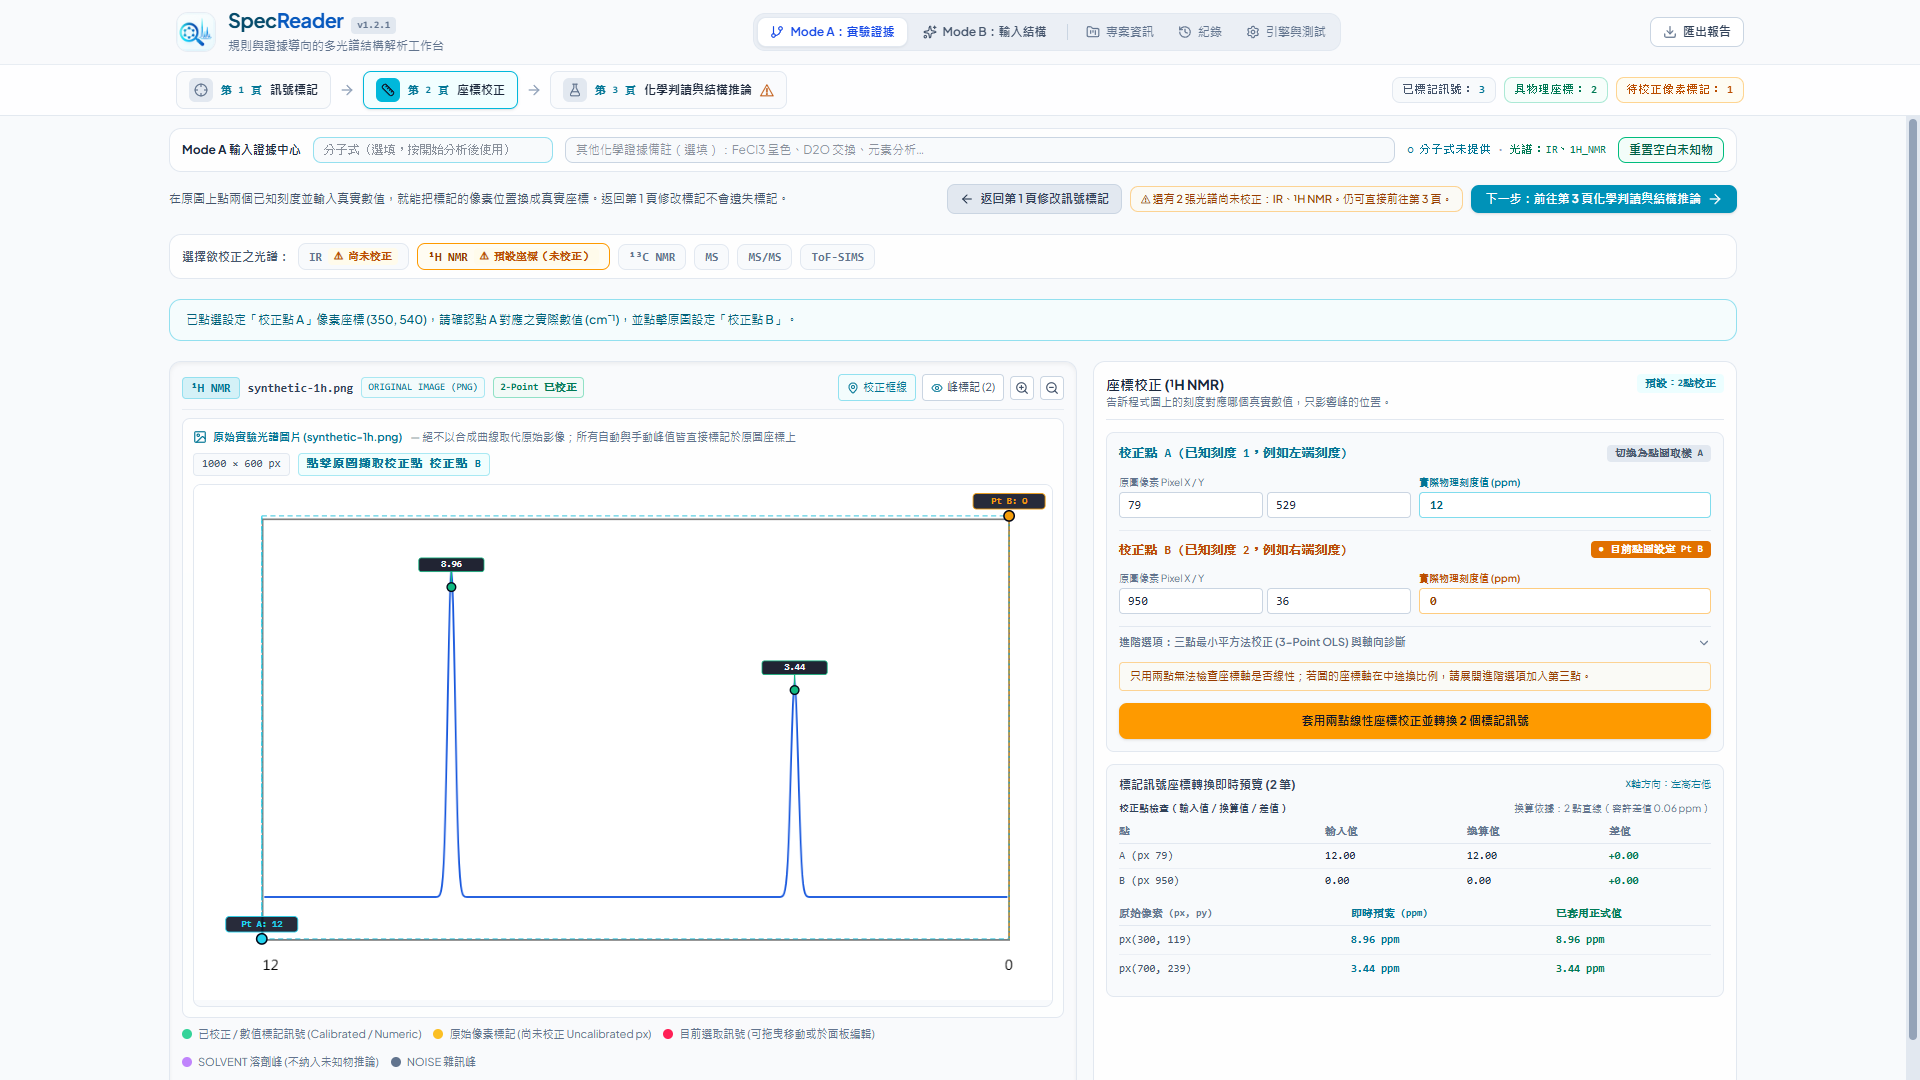 SpecReader v1.2.1
規則與證據導向的多光譜結構解析工作台
Mode A：實驗證據
Mode B：輸入結構
專案資訊
紀錄
引擎與測試
匯出報告
第 1 頁 訊號標記
第 2 頁 座標校正
第 3 頁 化學判讀與結構推論
已標記訊號： 3
具物理座標： 2
待校正像素標記： 1
Mode A 輸入證據中心
分子式（選填，按開始分析後使用）
其他化學證據備註（選填）：FeCl3 呈色、D2O 交換、元素分析...
○ 分子式未提供 · 光譜：IR、1H_NMR
重置空白未知物
在原圖上點兩個已知刻度並輸入真實數值，就能把標記的像素位置換成真實座標。返回第 1 頁修改標記不會遺失標記。
返回第 1 頁修改訊號標記
⚠ 還有 2 張光譜尚未校正：IR、¹H NMR。仍可直接前往第 3 頁。
下一步：前往第 3 頁化學判讀與結構推論
選擇欲校正之光譜：
IR ⚠ 尚未校正
¹H NMR ⚠ 預設座標（未校正）
¹³C NMR
MS
MS/MS
ToF-SIMS
已點選設定「校正點 A」像素座標 (350, 540)，請確認點 A 對應之實際數值 (cm⁻¹)，並點擊原圖設定「校正點 B」。
¹H NMR
synthetic-1h.png
ORIGINAL IMAGE (PNG)
2-Point 已校正
校正框線
峰標記 (2)
原始實驗光譜圖片 (synthetic-1h.png) — 絕不以合成曲線取代原始影像；所有自動與手動峰值皆直接標記於原圖座標上
1000 × 600 px
點擊原圖擷取校正點 校正點 B
Pt B: 0
8.96
3.44
Pt A: 12
12
0
已校正 / 數值標記訊號 (Calibrated / Numeric)
原始像素標記 (尚未校正 Uncalibrated px)
目前選取訊號 (可拖曳移動或於面板編輯)
SOLVENT 溶劑峰 (不納入未知物推論)
NOISE 雜訊峰
座標校正 (¹H NMR)
預設：2點校正
告訴程式圖上的刻度對應哪個真實數值，只影響峰的位置。
校正點 A (已知刻度 1，例如左端刻度)
切換為點圖取樣 A
原圖像素 Pixel X / Y
實際物理刻度值 (ppm)
79
529
12
校正點 B (已知刻度 2，例如右端刻度)
● 目前點圖設定 Pt B
原圖像素 Pixel X / Y
實際物理刻度值 (ppm)
950
36
0
進階選項：三點最小平方法校正 (3-Point OLS) 與軸向診斷
只用兩點無法檢查座標軸是否線性；若圖的座標軸在中途換比例，請展開進階選項加入第三點。
套用兩點線性座標校正並轉換 2 個標記訊號
標記訊號座標轉換即時預覽 (2 筆)
X軸方向：左高右低
校正點檢查（輸入值 / 換算值 / 差值）
換算依據：2 點直線（容許差值 0.06 ppm）
點 輸入值 換算值 差值
A (px 79) 12.00 12.00 +0.00
B (px 950) 0.00 0.00 +0.00
原始像素 (px, py) 即時預覽 (ppm) 已套用正式值
px(300, 119) 8.96 ppm 8.96 ppm
px(700, 239) 3.44 ppm 3.44 ppm